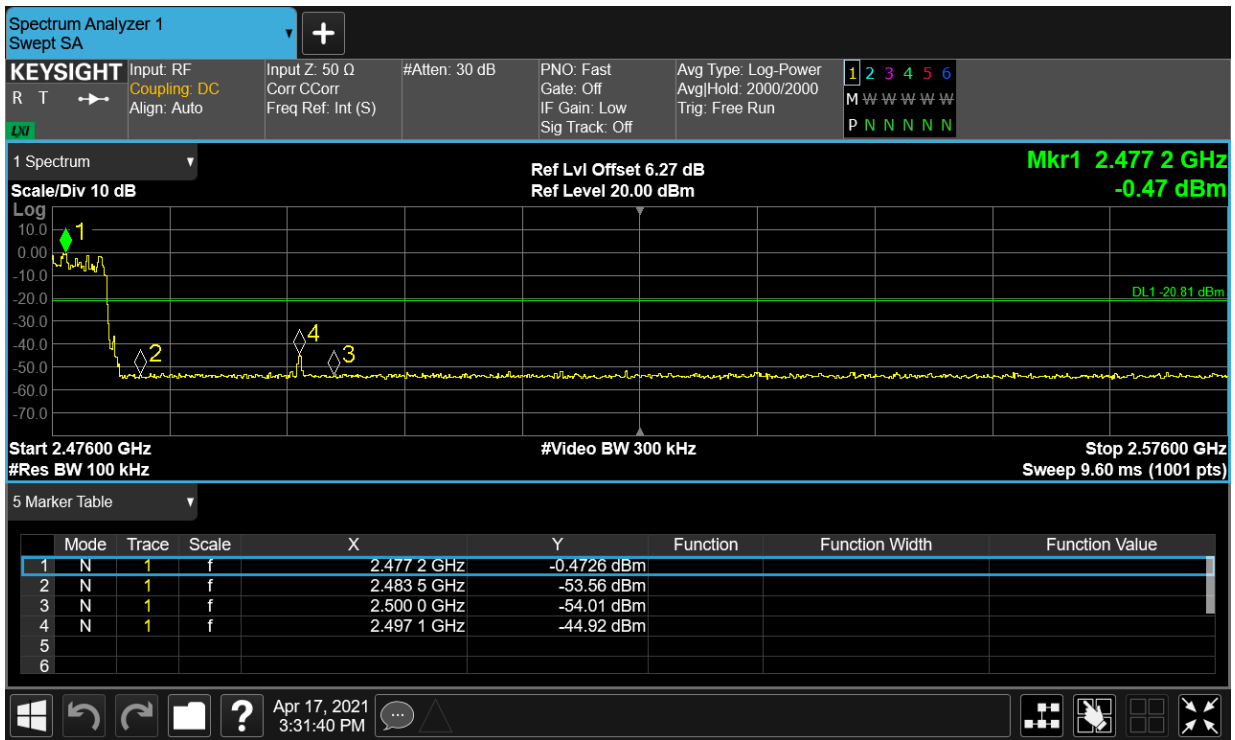 Spectrum Analyzer 1
Swept SA
KEYSIGHT
R T
LXI
Input: RF
Coupling: DC
Align: Auto
Input Z: 50 Ω
Corr CCorr
Freq Ref: Int (S)
#Atten: 30 dB
PNO: Fast
Gate: Off
IF Gain: Low
Sig Track: Off
Avg Type: Log-Power
Avg|Hold: 2000/2000
Trig: Free Run
1 2 3 4 5 6
M W W W W W
P N N N N N
1 Spectrum
Scale/Div 10 dB
Ref Lvl Offset 6.27 dB
Ref Level 20.00 dBm
Mkr1 2.477 2 GHz
-0.47 dBm
Log
10.0
0.00
-10.0
-20.0
-30.0
-40.0
-50.0
-60.0
-70.0
1
2
4
3
DL1 -20.81 dBm
Start 2.47600 GHz
#Res BW 100 kHz
#Video BW 300 kHz
Stop 2.57600 GHz
Sweep 9.60 ms (1001 pts)
5 Marker Table
Mode Trace Scale X Y Function Function Width Function Value
1 N 1 f 2.477 2 GHz -0.4726 dBm
2 N 1 f 2.483 5 GHz -53.56 dBm
3 N 1 f 2.500 0 GHz -54.01 dBm
4 N 1 f 2.497 1 GHz -44.92 dBm
5
6
?
Apr 17, 2021
3:31:40 PM